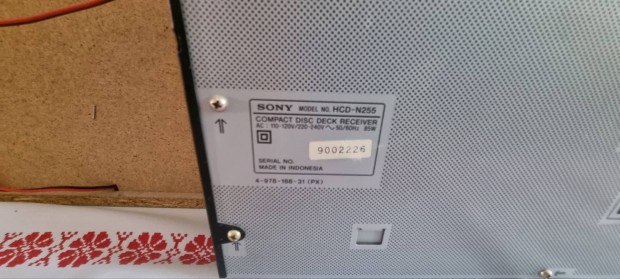 SONY MODEL NO. HCD-N255
COMPACT DISC DECK RECEIVER
AC : 110-120V/220-240V ~ 50/60Hz 85W
9002226
SERIAL NO.
MADE IN INDONESIA
4-976-188-31 (PX)